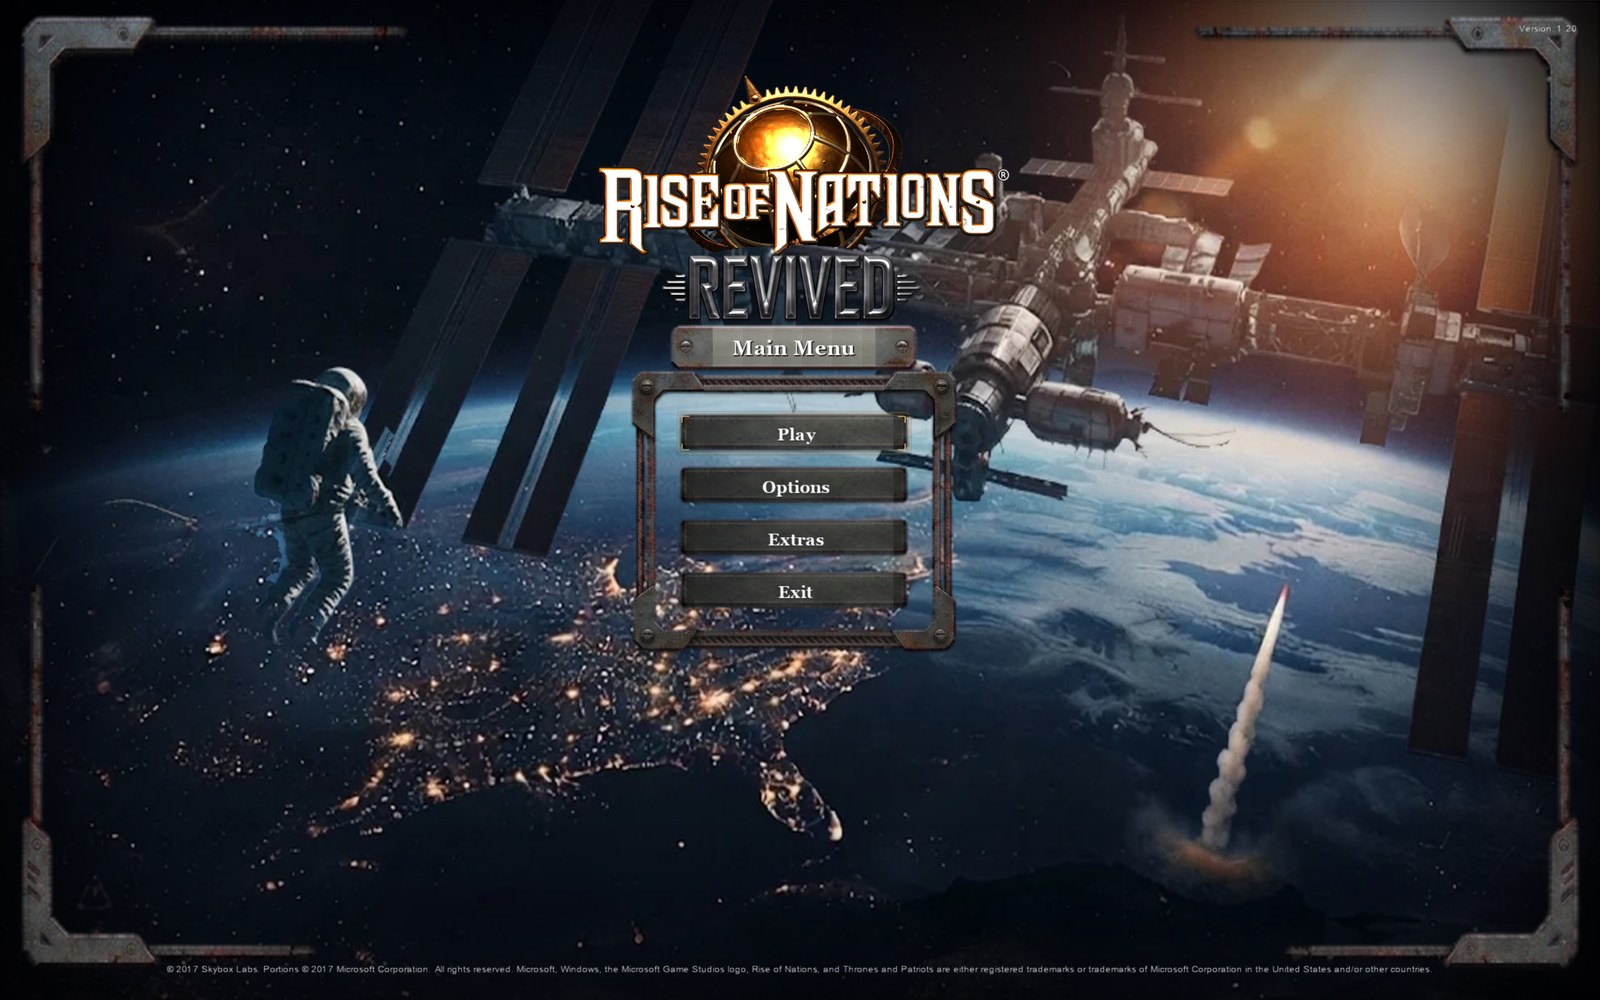 Version: 1.20
RISE OF NATIONS®
REVIVED
Main Menu
Play
Options
Extras
Exit
© 2017 Skybox Labs. Portions © 2017 Microsoft Corporation. All rights reserved. Microsoft, Windows, the Microsoft Game Studios logo, Rise of Nations, and Thrones and Patriots are either registered trademarks or trademarks of Microsoft Corporation in the United States and/or other countries.